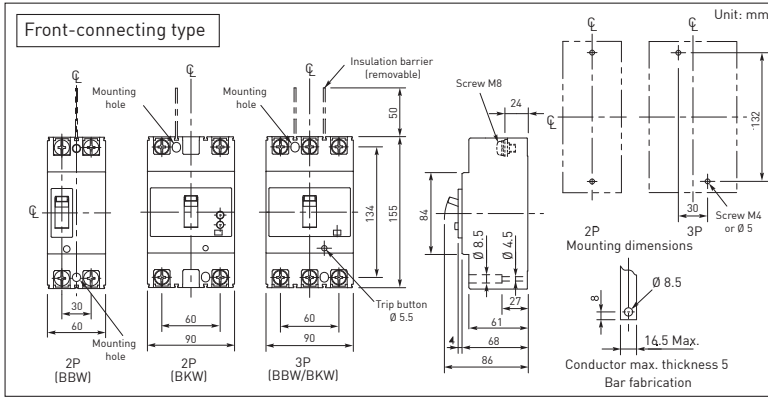 Front-connecting type
Unit: mm
℄
℄
℄
℄
℄
Insulation barrier
(removable)
Mounting
hole
Mounting
hole
Screw M8
24
50
℄
132
134
155
84
℄
Ø 8.5
Ø 4.5
30
Screw M4
or Ø 5
2P
3P
Mounting dimensions
Trip button
Ø 5.5
27
Ø 8.5
8
30
60
60
61
60
90
90
4
68
14.5 Max.
Mounting
hole
86
2P
(BBW)
2P
(BKW)
3P
(BBW/BKW)
Conductor max. thickness 5
Bar fabrication